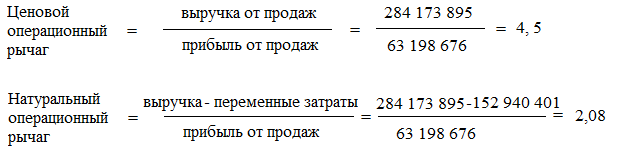 Ценовой операционный рычаг = выручка от продаж / прибыль от продаж = 284 173 895 / 63 198 676 = 4, 5
Натуральный операционный рычаг = выручка - переменные затраты / прибыль от продаж = 284 173 895-152 940 401 / 63 198 676 = 2,08